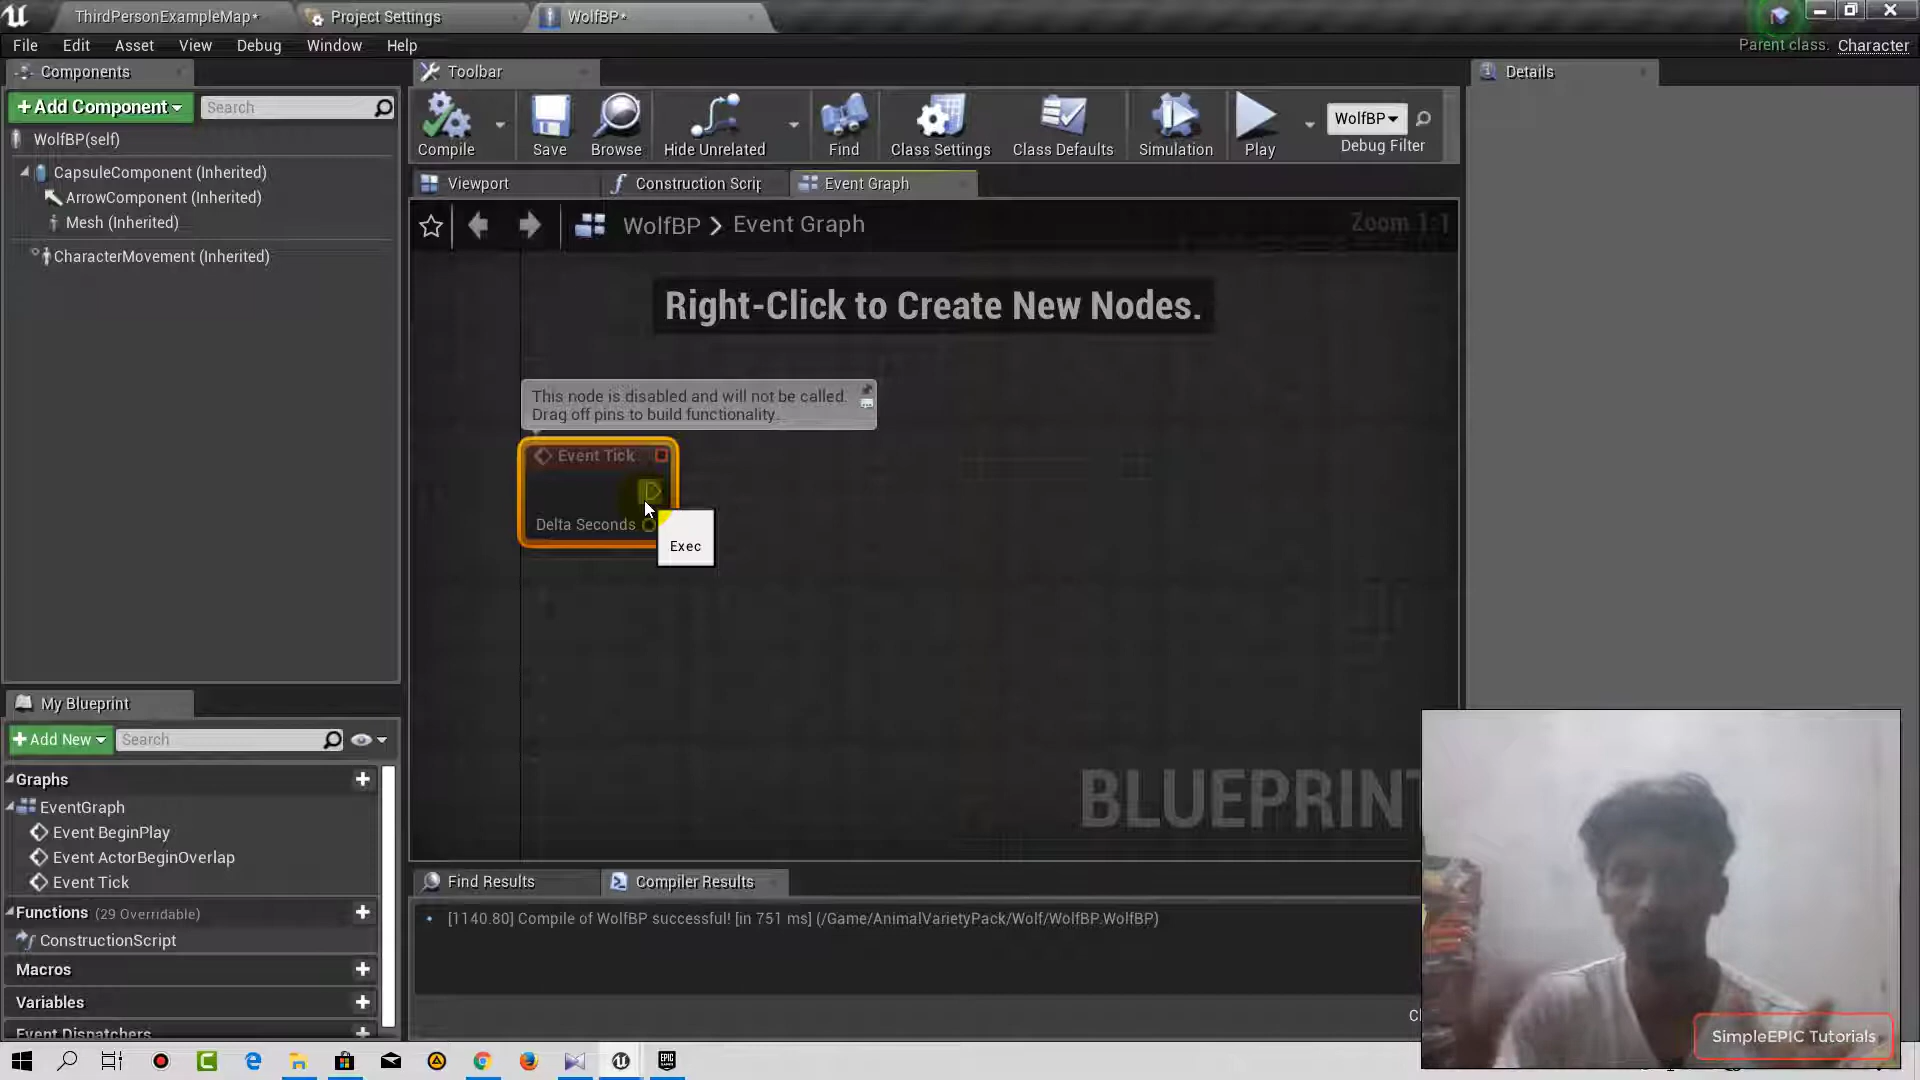 ThirdPersonExampleMap*
Project Settings
WolfBP*
File Edit Asset View Debug Window Help
Parent class: Character
Components
Toolbar
Details
+Add Component
Search
Compile
Save
Browse
Hide Unrelated
Find
Class Settings
Class Defaults
Simulation
Play
WolfBP
Debug Filter
WolfBP(self)
CapsuleComponent (Inherited)
ArrowComponent (Inherited)
Mesh (Inherited)
CharacterMovement (Inherited)
Viewport
Construction Scrip
Event Graph
WolfBP > Event Graph
Zoom 1:1
Right-Click to Create New Nodes.
This node is disabled and will not be called.
Drag off pins to build functionality.
Event Tick
Delta Seconds
Exec
BLUEPRINT
My Blueprint
+Add New
Search
Graphs
EventGraph
Event BeginPlay
Event ActorBeginOverlap
Event Tick
Functions (29 Overridable)
ConstructionScript
Macros
Variables
Event Dispatchers
Find Results
Compiler Results
[1140.80] Compile of WolfBP successful! [in 751 ms] (/Game/AnimalVarietyPack/Wolf/WolfBP.WolfBP)
SimpleEPIC Tutorials